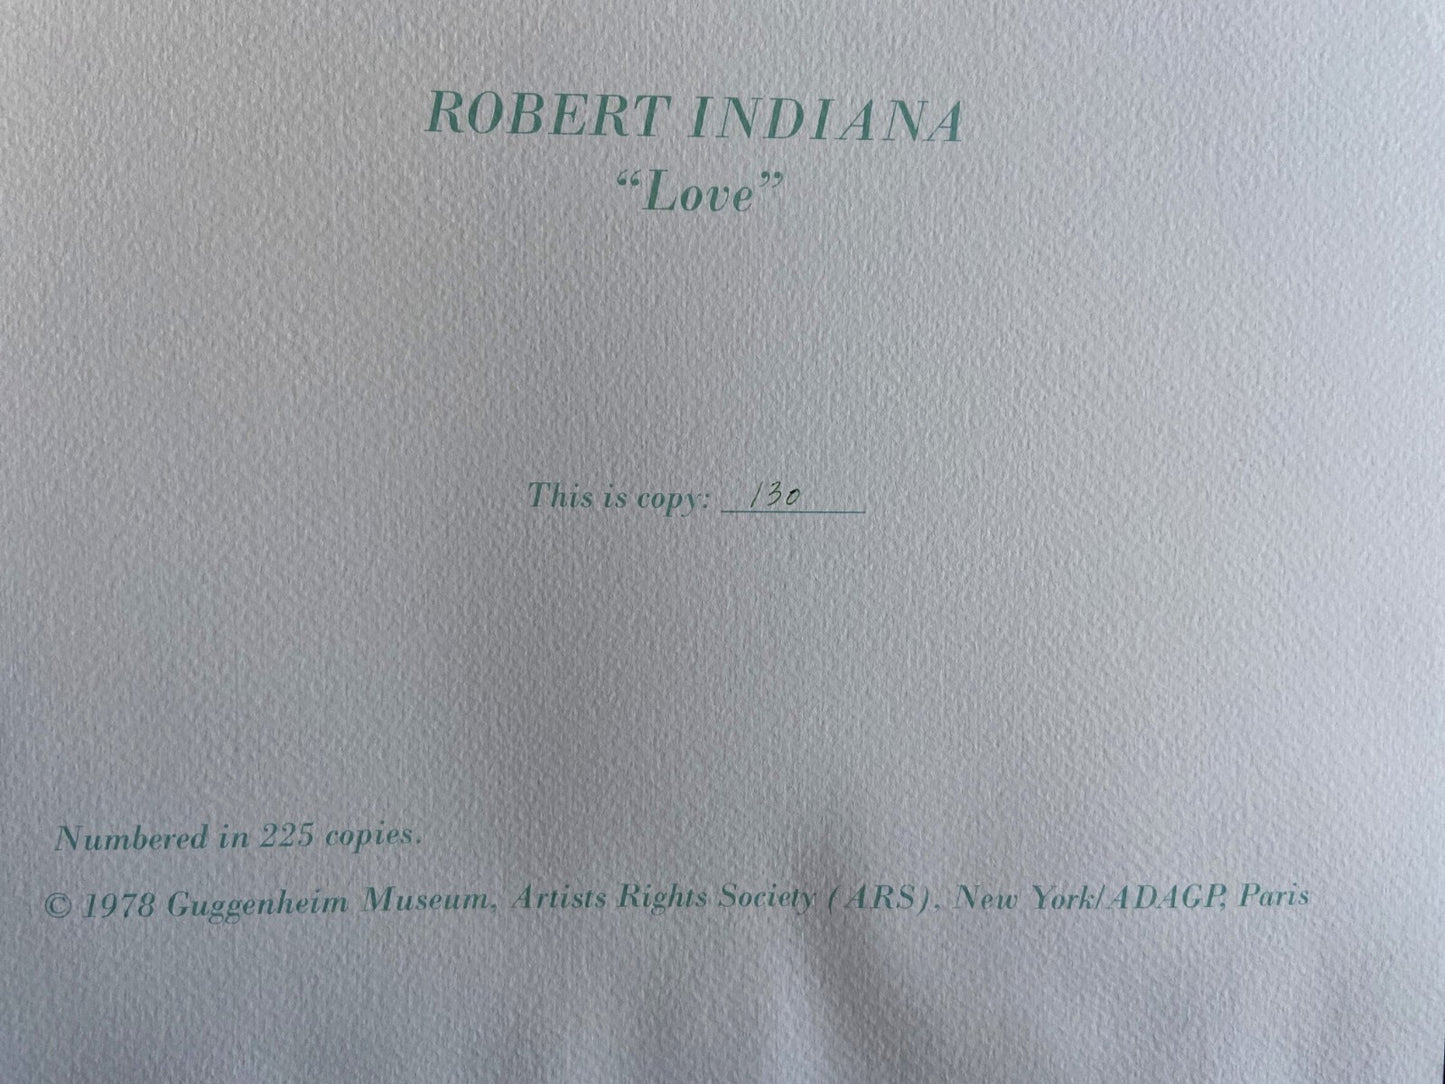 ROBERT INDIANA
“Love”
This is copy: 130
Numbered in 225 copies.
© 1978 Guggenheim Museum, Artists Rights Society (ARS), New York/ADAGP, Paris